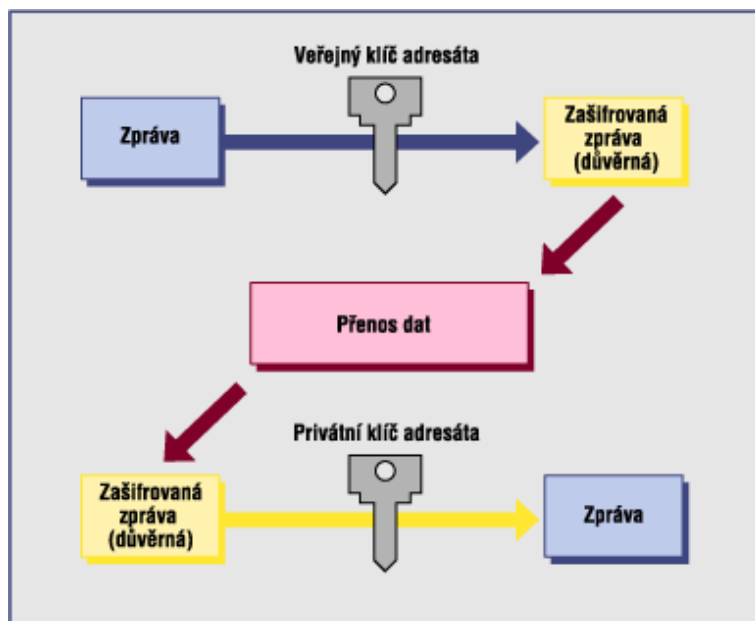 Veřejný klíč adresáta
Zpráva
Zašifrovaná
zpráva
(důvěrná)
Přenos dat
Privátní klíč adresáta
Zašifrovaná
zpráva
(důvěrná)
Zpráva